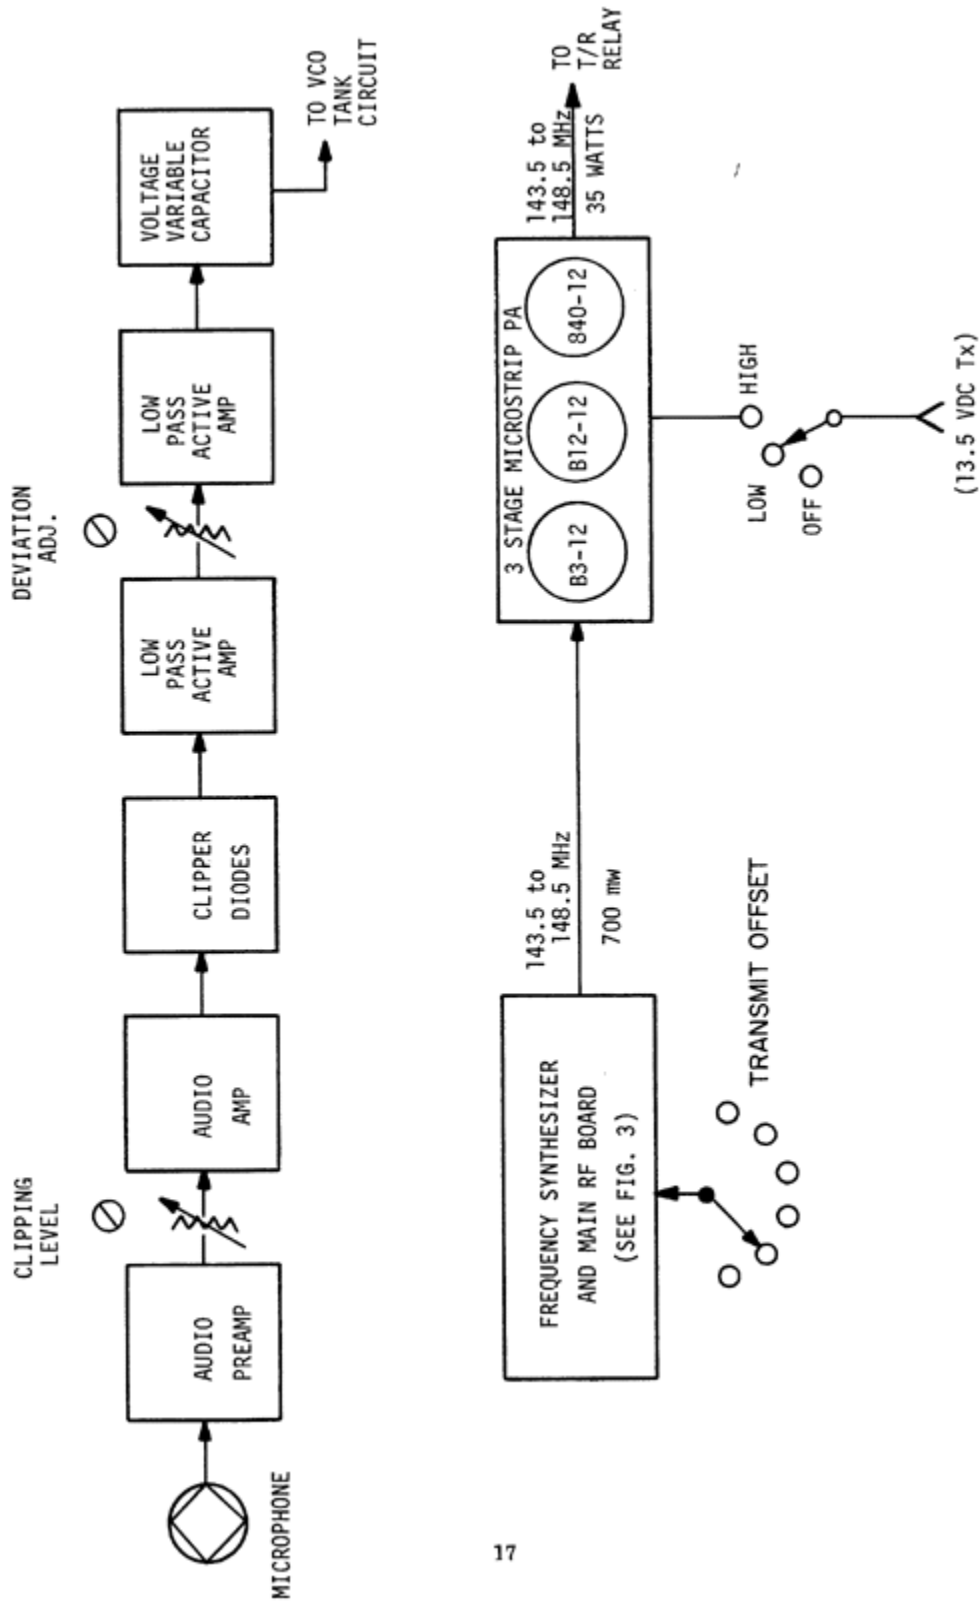 CLIPPING
LEVEL
DEVIATION
ADJ.
MICROPHONE
AUDIO
PREAMP
AUDIO
AMP
CLIPPER
DIODES
LOW
PASS
ACTIVE
AMP
LOW
PASS
ACTIVE
AMP
VOLTAGE
VARIABLE
CAPACITOR
TO VCO
TANK
CIRCUIT
FREQUENCY SYNTHESIZER
AND MAIN RF BOARD
(SEE FIG. 3)
TRANSMIT OFFSET
143.5 to
148.5 MHz
700 mw
3 STAGE MICROSTRIP PA
B3-12
B12-12
840-12
143.5 to
148.5 MHz
35 WATTS
TO
T/R
RELAY
LOW
HIGH
OFF
(13.5 VDC Tx)
17